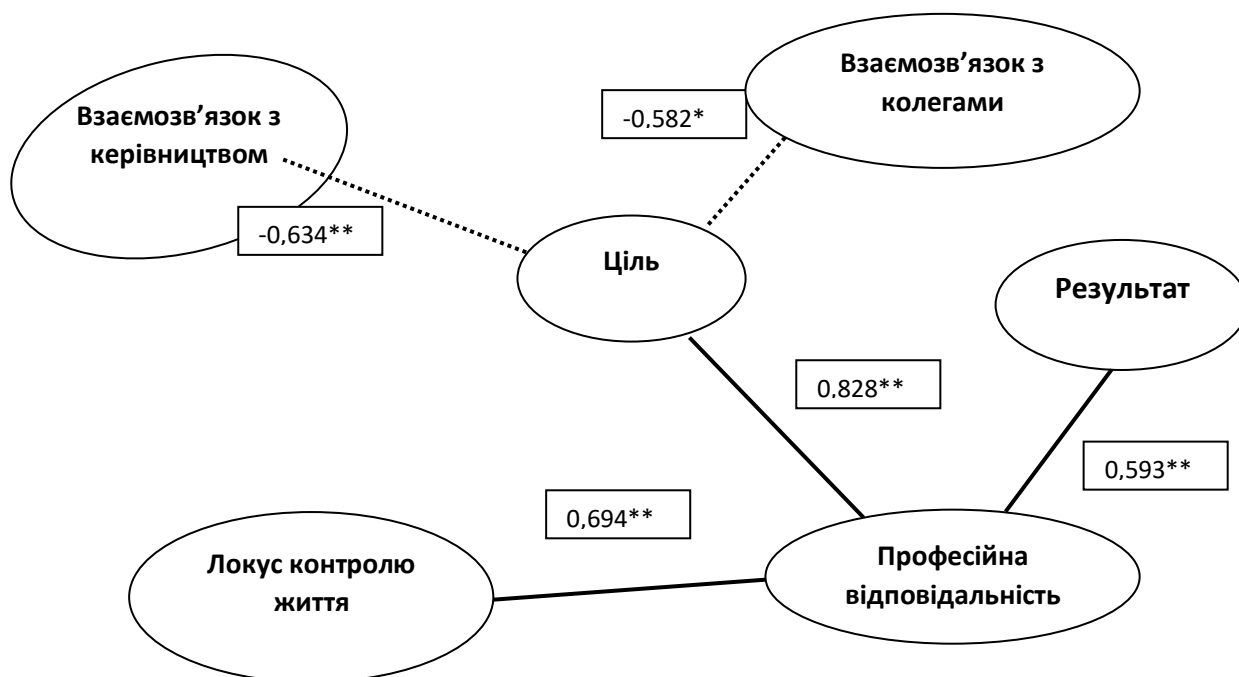 Взаємозв’язок з
колегами
Взаємозв’язок з
керівництвом
-0,582*
-0,634**
Ціль
Результат
0,828**
0,593**
0,694**
Локус контролю
життя
Професійна
відповідальність